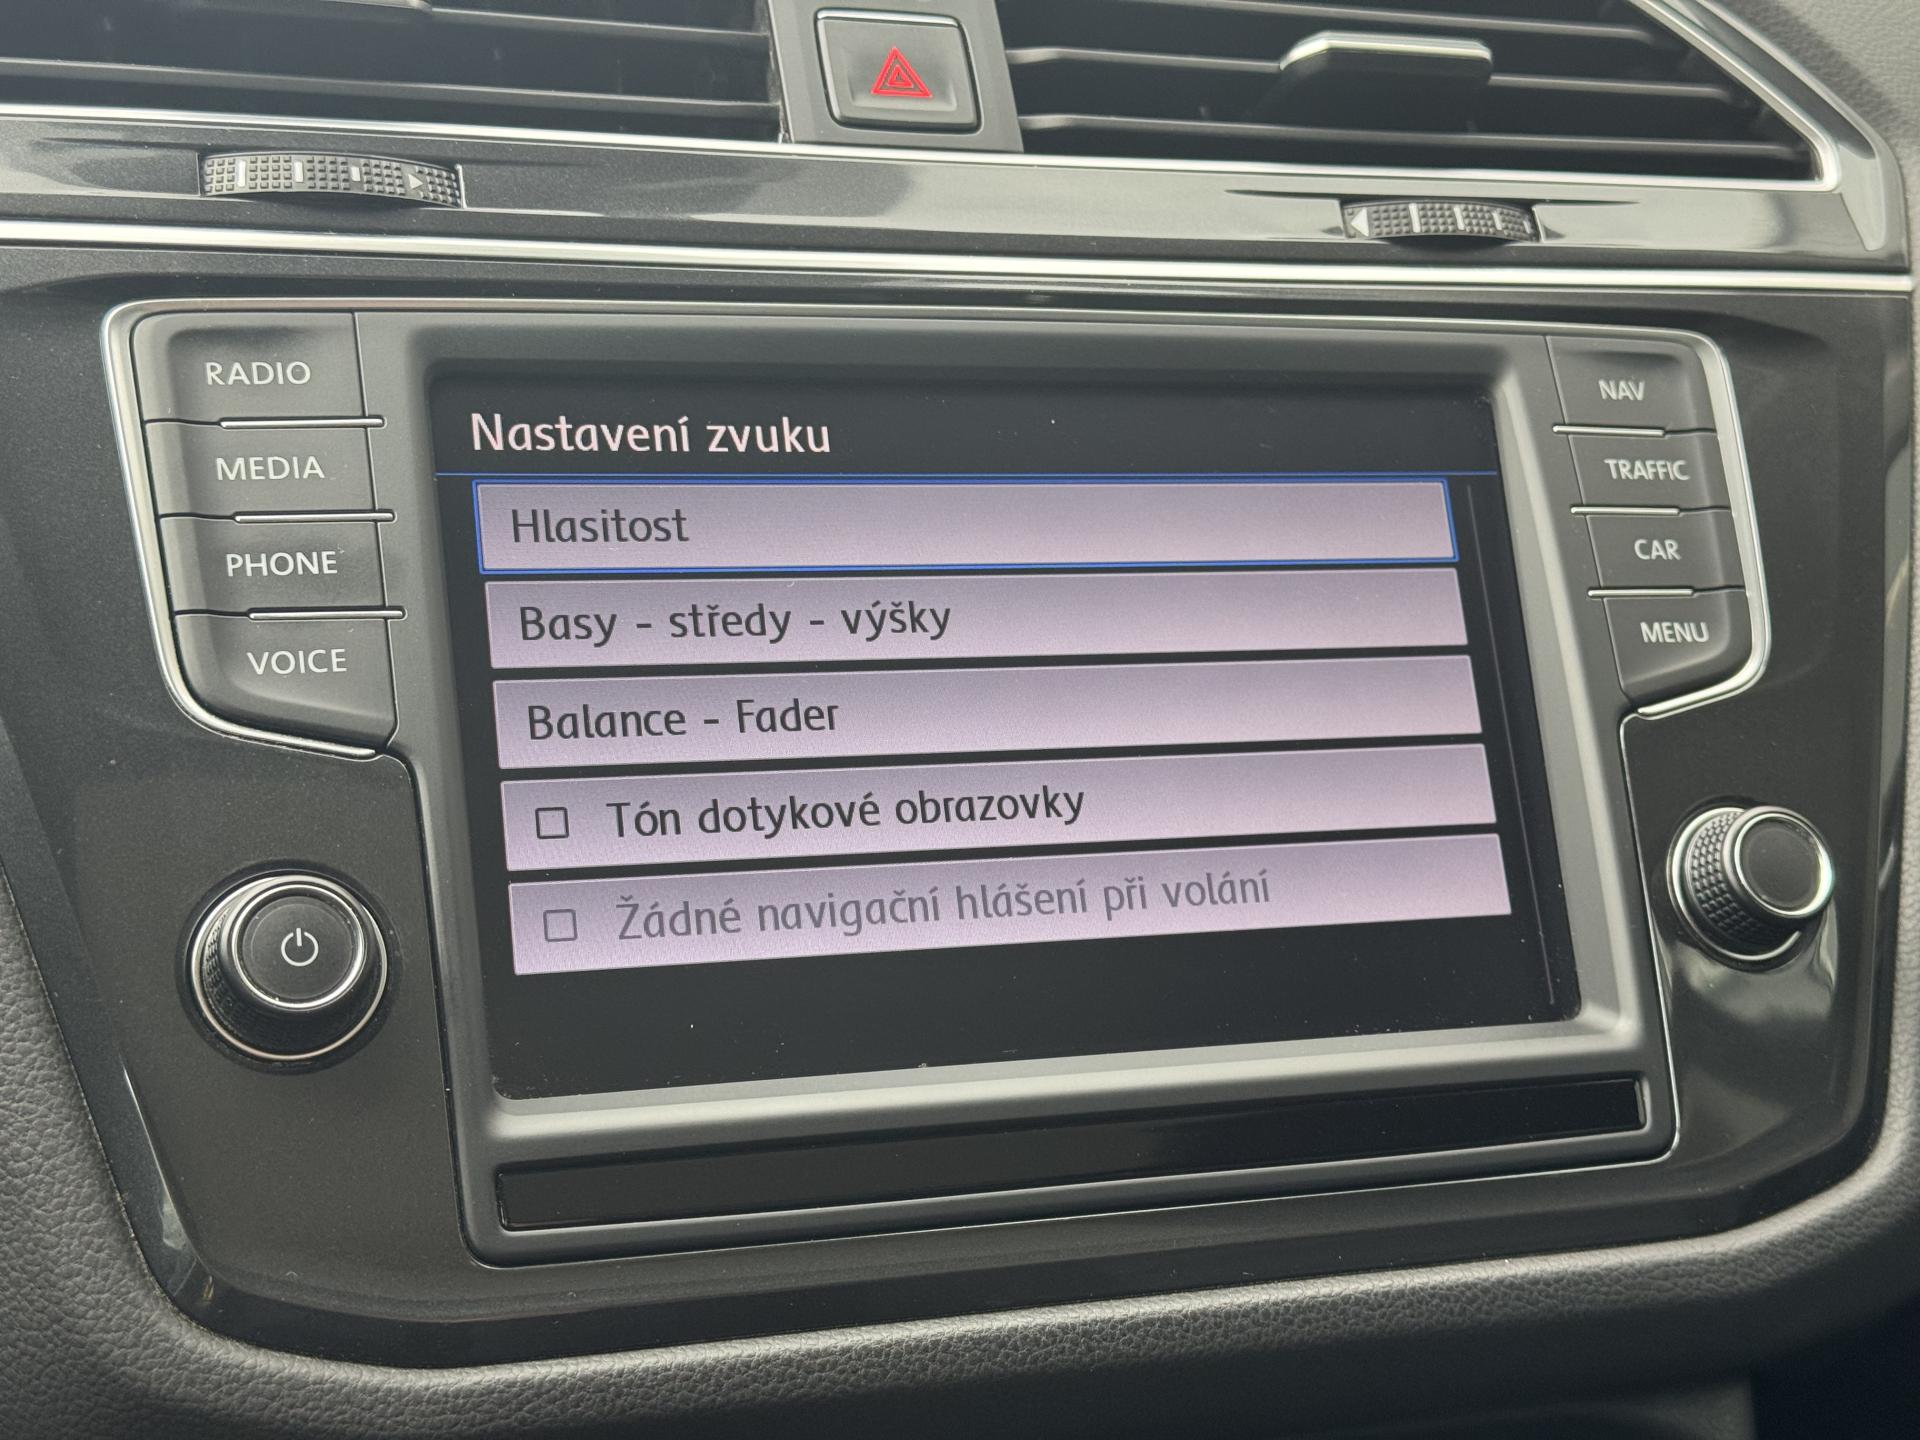 RADIO
MEDIA
PHONE
VOICE
Nastavení zvuku
Hlasitost
Basy - středy - výšky
Balance - Fader
Tón dotykové obrazovky
Žádné navigační hlášení při volání
NAV
TRAFFIC
CAR
MENU